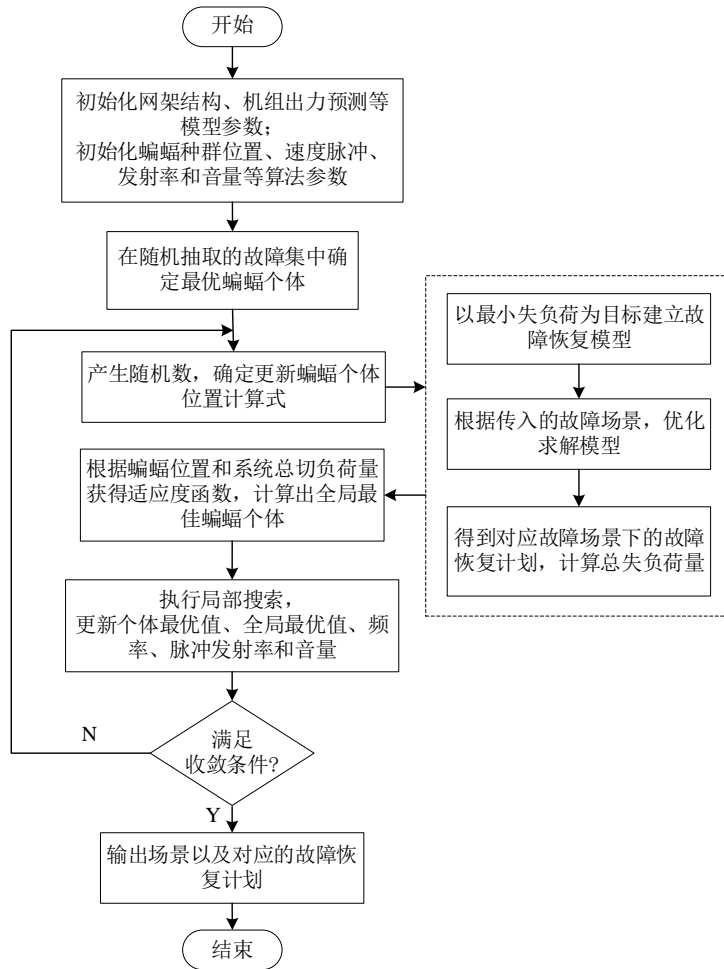 开始
初始化网架结构、机组出力预测等
模型参数；
初始化蝙蝠种群位置、速度脉冲、
发射率和音量等算法参数
在随机抽取的故障集中确
定最优蝙蝠个体
产生随机数，确定更新蝙蝠个体
位置计算式
以最小失负荷为目标建立故
障恢复模型
根据传入的故障场景，优化
求解模型
得到对应故障场景下的故障
恢复计划，计算总失负荷量
根据蝙蝠位置和系统总切负荷量
获得适应度函数，计算出全局最
佳蝙蝠个体
执行局部搜索，
更新个体最优值、全局最优值、频
率、脉冲发射率和音量
满足
收敛条件?
N
Y
输出场景以及对应的故障恢
复计划
结束